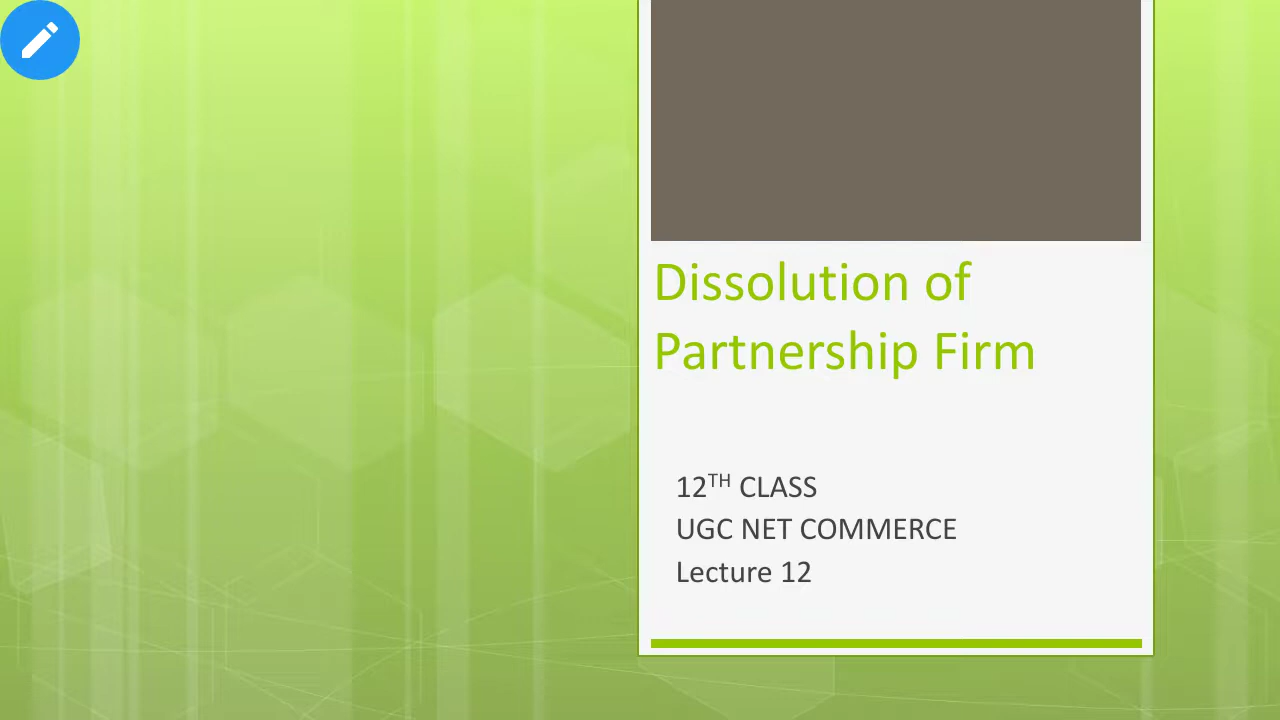 Dissolution of
Partnership Firm
12TH CLASS
UGC NET COMMERCE
Lecture 12